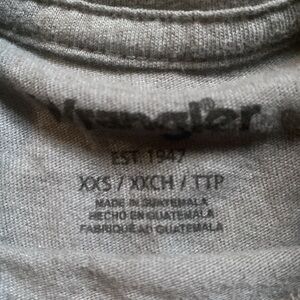 Wrangler
EST. 1947
XXS / XXCH / TTP
MADE IN GUATEMALA
HECHO EN GUATEMALA
FABRIQUÉ AU GUATEMALA